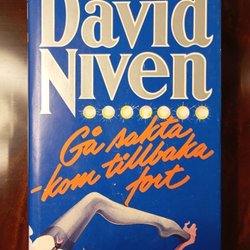 David
Niven
Gå sakta
-kom tillbaka
fort